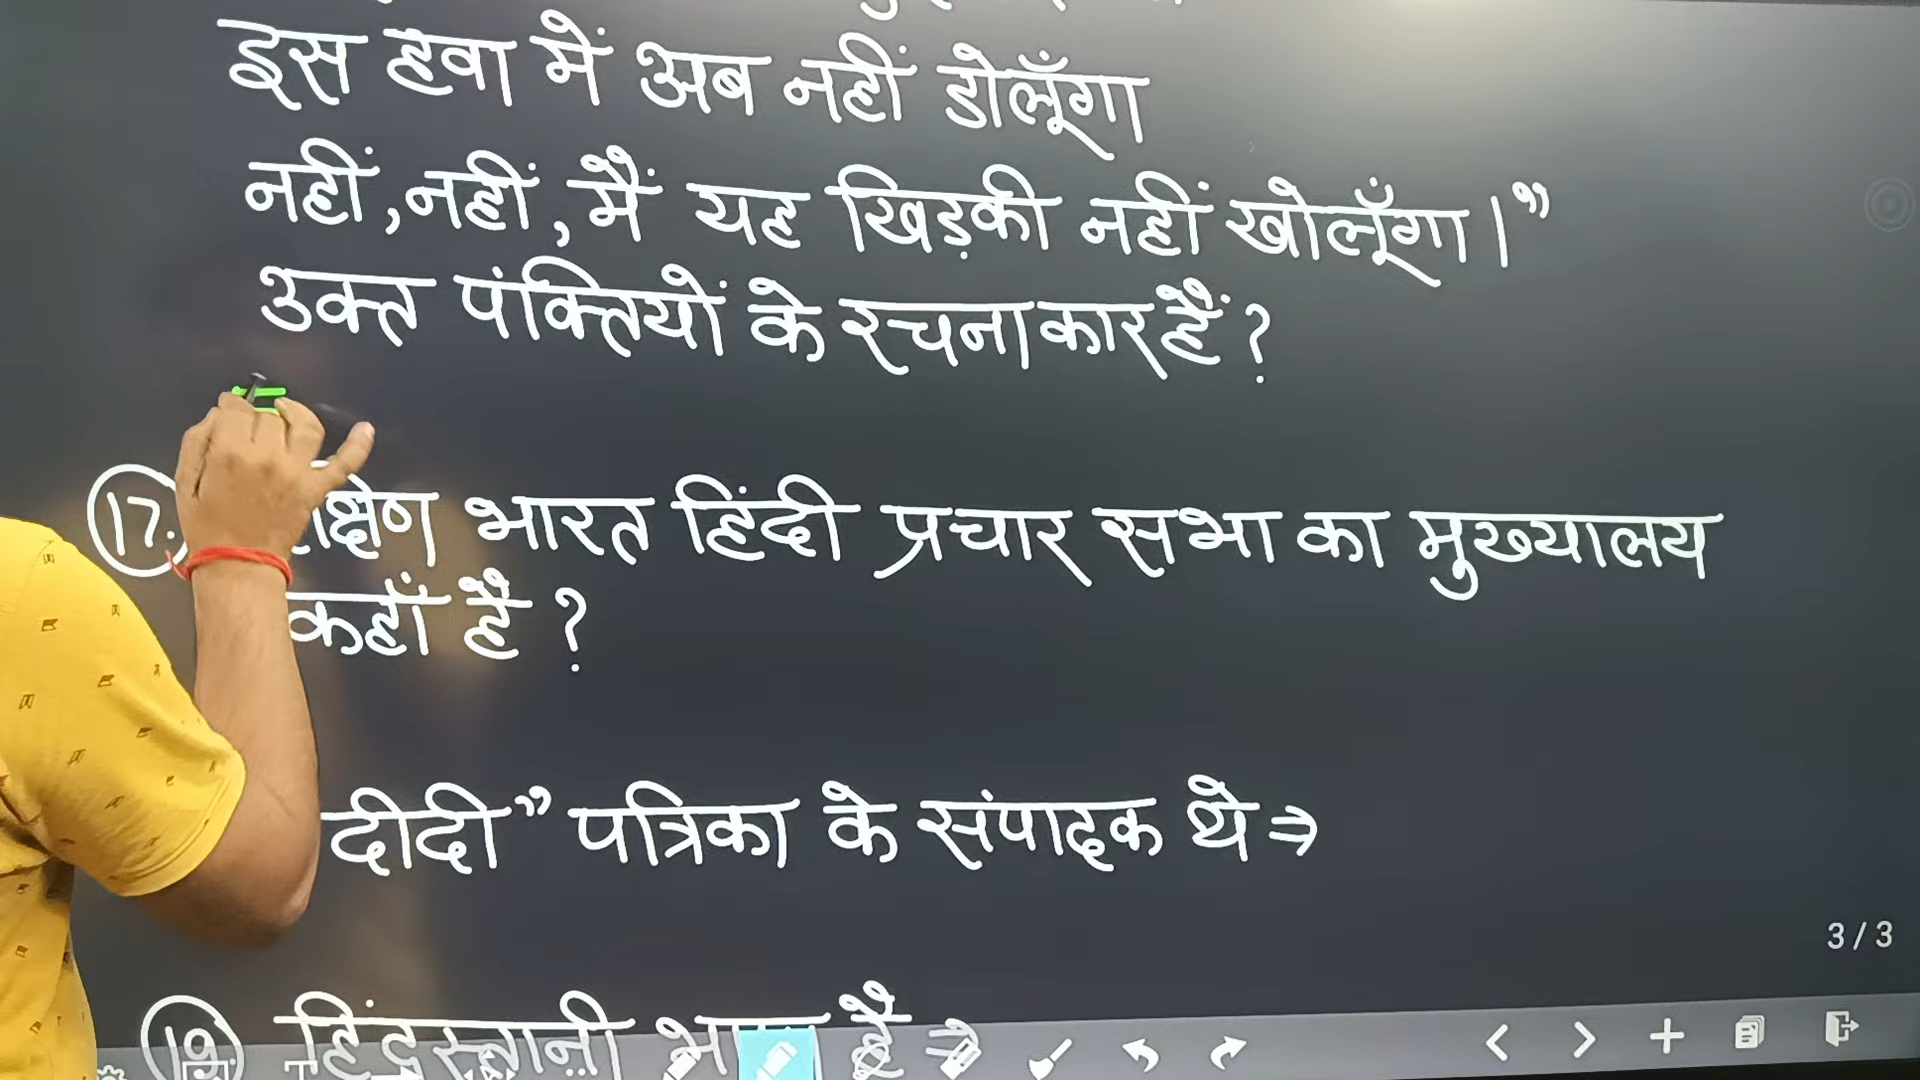 इस हवा में अब नहीं डोलूँगा
नहीं, नहीं, मैं यह खिड़की नहीं खोलूँगा।”
उक्त पंक्तियों के रचनाकार हैं?
17. भारत हिंदी प्रचार सभा का मुख्यालय
कहाँ है?
दीदी” पत्रिका के संपादक थे ⇒
3/3
19 हिंदुस्तानी है ⇒